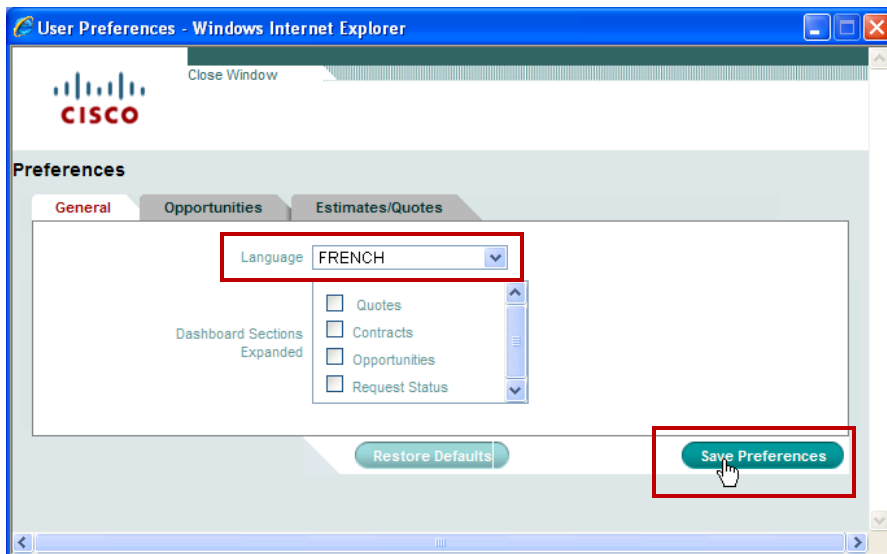 User Preferences - Windows Internet Explorer
Close Window
CISCO
Preferences
General Opportunities Estimates/Quotes
Language FRENCH
Quotes
Contracts
Dashboard Sections
Expanded
Opportunities
Request Status
Restore Defaults Save Preferences